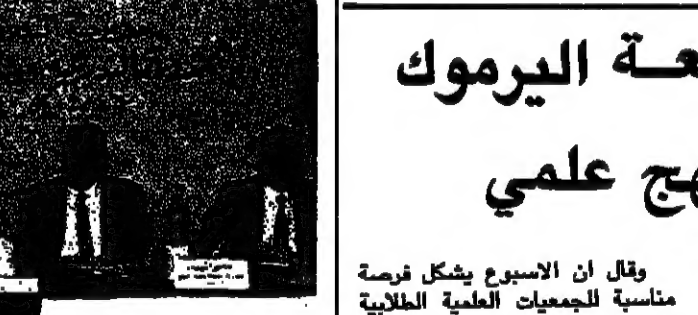 ـعـة اليرموك
ـهج علمي
وقال ان الاسبوع يشكل فرصة
مناسبة للجمعيات العلمية الطلابية